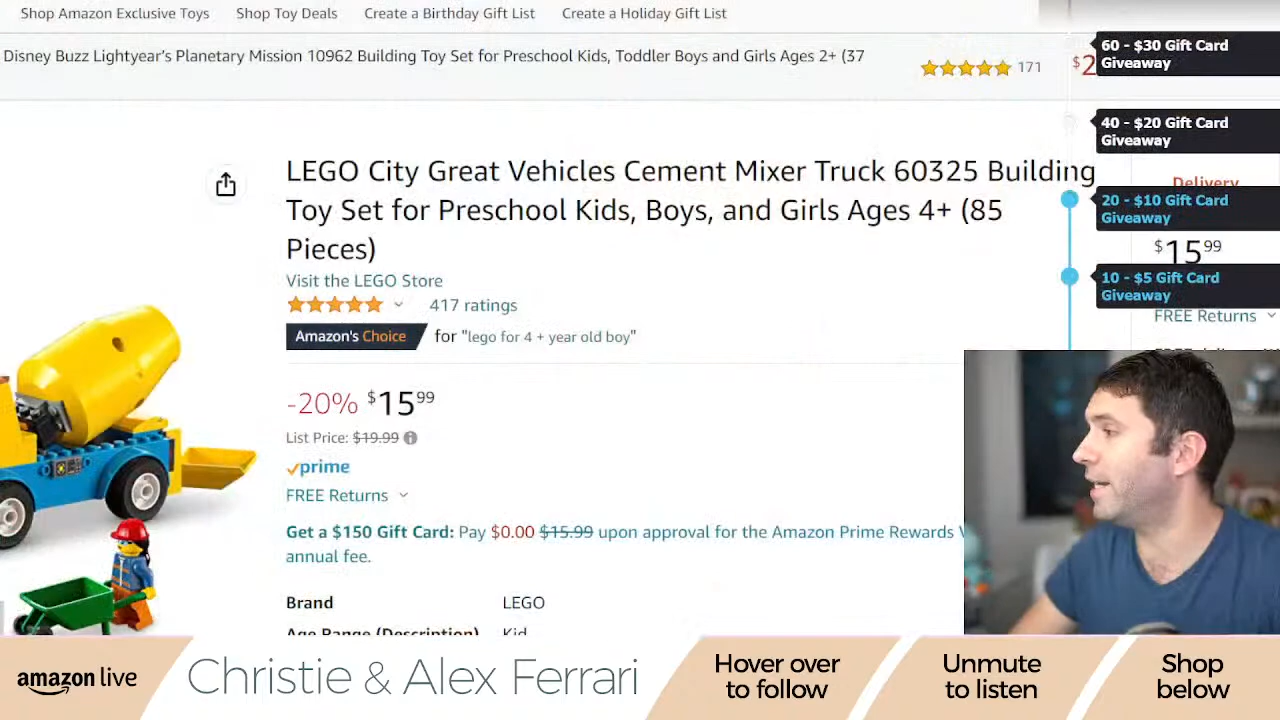 Shop Amazon Exclusive Toys Shop Toy Deals Create a Birthday Gift List Create a Holiday Gift List
Disney Buzz Lightyear's Planetary Mission 10962 Building Toy Set for Preschool Kids, Toddler Boys and Girls Ages 2+ (37
171
$2
60 - $30 Gift Card
Giveaway
40 - $20 Gift Card
Giveaway
Delivery
20 - $10 Gift Card
Giveaway
$15.99
10 - $5 Gift Card
Giveaway
FREE Returns
LEGO City Great Vehicles Cement Mixer Truck 60325 Building
Toy Set for Preschool Kids, Boys, and Girls Ages 4+ (85
Pieces)
Visit the LEGO Store
417 ratings
Amazon's Choice for "lego for 4 + year old boy"
-20% $15.99
List Price: $19.99
prime
FREE Returns
Get a $150 Gift Card: Pay $0.00 $15.99 upon approval for the Amazon Prime Rewards
annual fee.
Brand LEGO
Age Range (Description) Kid
amazon live
Christie & Alex Ferrari
Hover over
to follow
Unmute
to listen
Shop
below